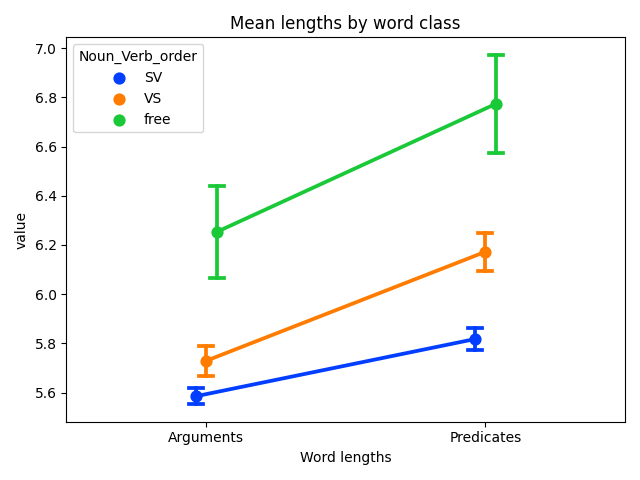 Mean lengths by word class
Noun_Verb_order
SV
VS
free
value
7.0
6.8
6.6
6.4
6.2
6.0
5.8
5.6
Arguments
Predicates
Word lengths